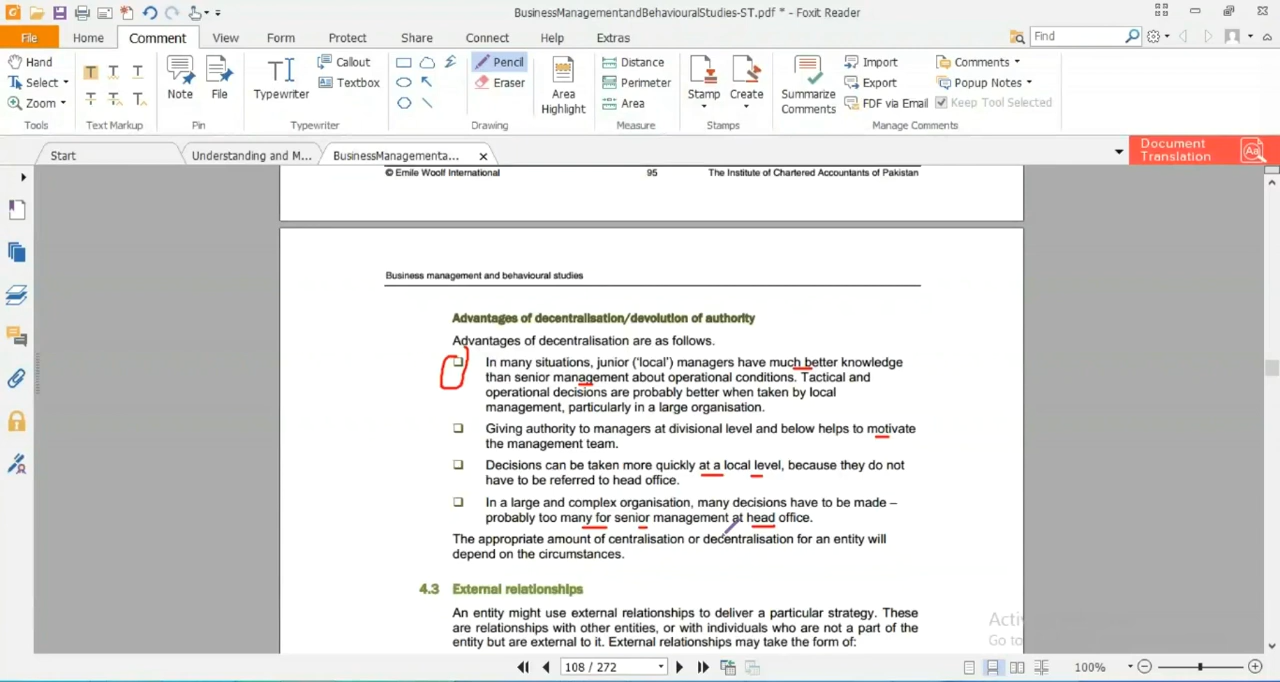 BusinessManagementandBehaviouralStudies-ST.pdf * - Foxit Reader
File Home Comment View Form Protect Share Connect Help Extras Find
Hand
Select
Zoom
Tools
Text Markup
Note
File
Pin
Typewriter
Callout
Textbox
Typewriter
Pencil
Eraser
Area
Highlight
Drawing
Distance
Perimeter
Area
Measure
Stamp
Create
Stamps
Summarize
Comments
Import
Export
FDF via Email
Comments
Popup Notes
Keep Tool Selected
Manage Comments
Start Understanding and M... BusinessManagementa...
Document
Translation
© Emile Woolf International 95 The Institute of Chartered Accountants of Pakistan
Business management and behavioural studies
Advantages of decentralisation/devolution of authority
Advantages of decentralisation are as follows.
In many situations, junior (‘local’) managers have much better knowledge
than senior management about operational conditions. Tactical and
operational decisions are probably better when taken by local
management, particularly in a large organisation.
Giving authority to managers at divisional level and below helps to motivate
the management team.
Decisions can be taken more quickly at a local level, because they do not
have to be referred to head office.
In a large and complex organisation, many decisions have to be made –
probably too many for senior management at head office.
The appropriate amount of centralisation or decentralisation for an entity will
depend on the circumstances.
4.3 External relationships
An entity might use external relationships to deliver a particular strategy. These
are relationships with other entities, or with individuals who are not a part of the
entity but are external to it. External relationships may take the form of:
Go to
108 / 272
100%